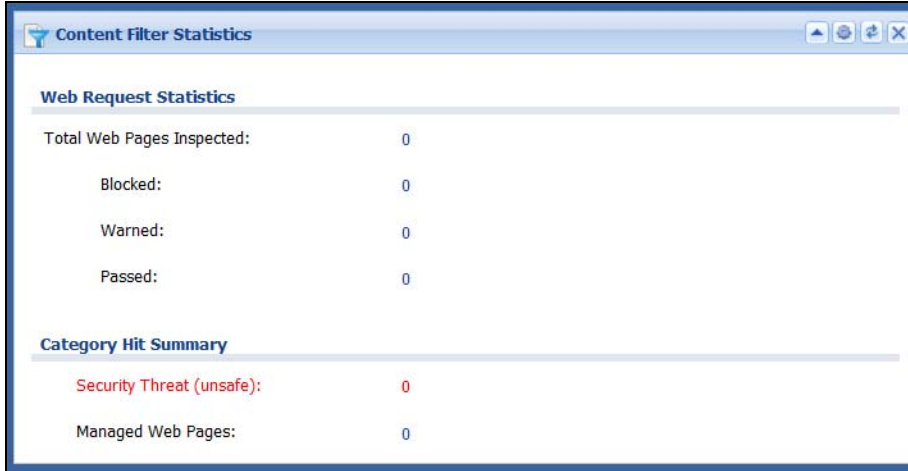 Content Filter Statistics
Web Request Statistics
Total Web Pages Inspected: 0
Blocked: 0
Warned: 0
Passed: 0
Category Hit Summary
Security Threat (unsafe): 0
Managed Web Pages: 0